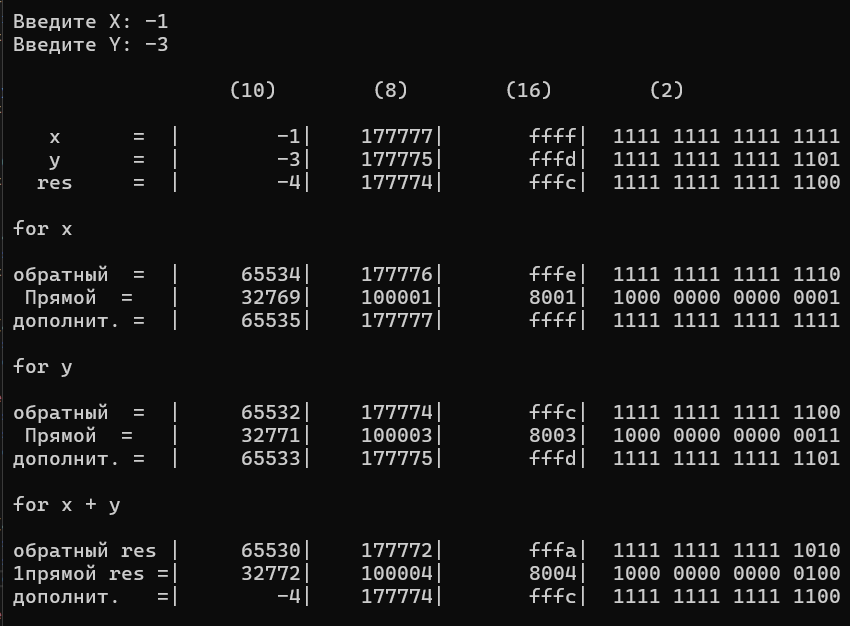 Введите X: -1
Введите Y: -3
(10) (8) (16) (2)
x = | -1| 177777| ffff| 1111 1111 1111 1111
y = | -3| 177775| fffd| 1111 1111 1111 1101
res = | -4| 177774| fffc| 1111 1111 1111 1100
for x
обратный = | 65534| 177776| fffe| 1111 1111 1111 1110
Прямой = | 32769| 100001| 8001| 1000 0000 0000 0001
дополнит. = | 65535| 177777| ffff| 1111 1111 1111 1111
for y
обратный = | 65532| 177774| fffc| 1111 1111 1111 1100
Прямой = | 32771| 100003| 8003| 1000 0000 0000 0011
дополнит. = | 65533| 177775| fffd| 1111 1111 1111 1101
for x + y
обратный res | 65530| 177772| fffa| 1111 1111 1111 1010
1прямой res =| 32772| 100004| 8004| 1000 0000 0000 0100
дополнит. =| -4| 177774| fffc| 1111 1111 1111 1100